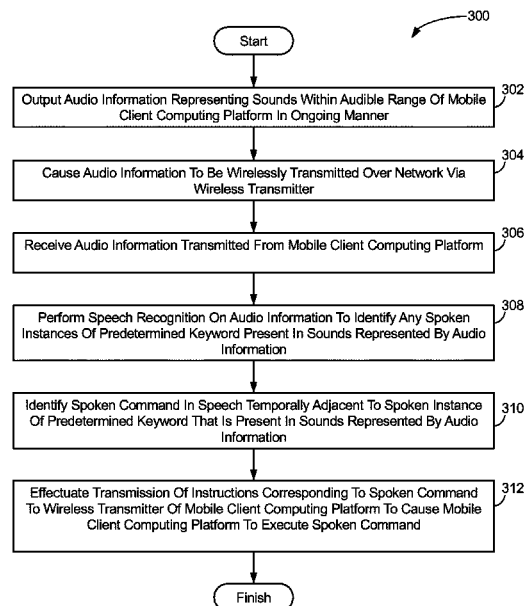 300
Start
Output Audio Information Representing Sounds Within Audible Range Of Mobile
Client Computing Platform In Ongoing Manner
302
Cause Audio Information To Be Wirelessly Transmitted Over Network Via
Wireless Transmitter
304
Receive Audio Information Transmitted From Mobile Client Computing Platform
306
Perform Speech Recognition On Audio Information To Identify Any Spoken
Instances Of Predetermined Keyword Present In Sounds Represented By Audio
Information
308
Identify Spoken Command In Speech Temporally Adjacent To Spoken Instance
Of Predetermined Keyword That Is Present In Sounds Represented By Audio
Information
310
Effectuate Transmission Of Instructions Corresponding To Spoken Command
To Wireless Transmitter Of Mobile Client Computing Platform To Cause Mobile
Client Computing Platform To Execute Spoken Command
312
Finish